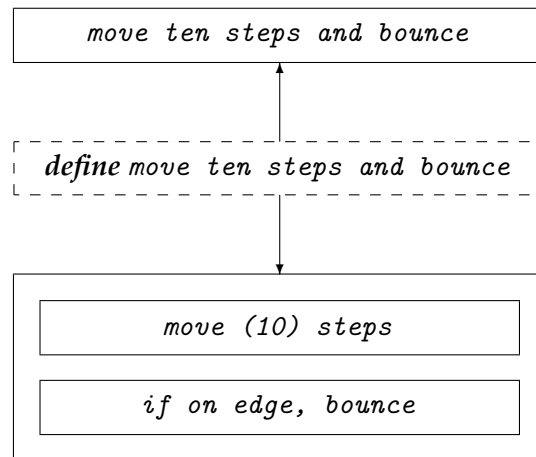 move ten steps and bounce
define move ten steps and bounce
move (10) steps
if on edge, bounce